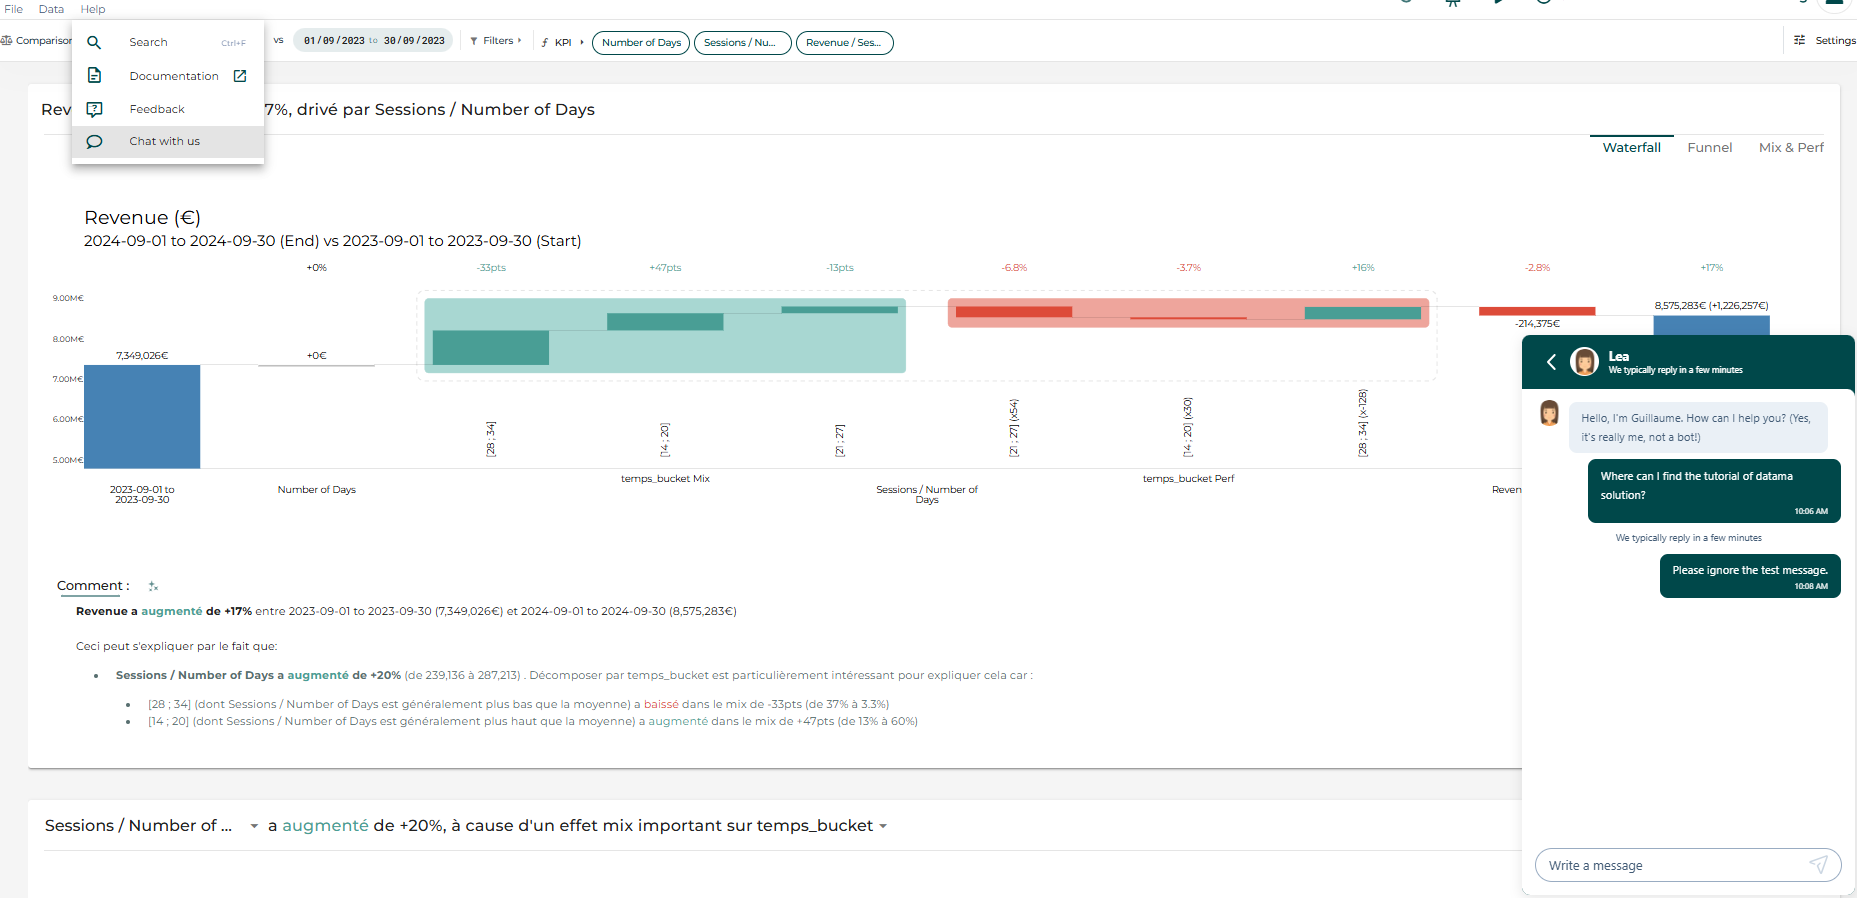 File Data Help
Comparison
vs 01/09/2023 to 30/09/2023 Filters KPI Number of Days Sessions / Nu... Revenue / Ses... Settings
Search Ctrl+F
Documentation
Feedback
Chat with us
Rev 7%, drivé par Sessions / Number of Days
Waterfall Funnel Mix & Perf
Revenue (€)
2024-09-01 to 2024-09-30 (End) vs 2023-09-01 to 2023-09-30 (Start)
+0% -33pts +47pts -13pts -6.8% -3.7% +16% -2.8% +17%
9.00M€
8.00M€
7.00M€
6.00M€
5.00M€
7,349,026€
+0€
-214,375€
8,575,283€ (+1,226,257€)
[28 ; 34]
[14 ; 20]
[21 ; 27]
[21 ; 27] (x54)
[14 ; 20] (x30)
[28 ; 34] (x-128)
temps_bucket Mix
temps_bucket Perf
2023-09-01 to
2023-09-30
Number of Days
Sessions / Number of
Days
Reven
Comment :
Revenue a augmenté de +17% entre 2023-09-01 to 2023-09-30 (7,349,026€) et 2024-09-01 to 2024-09-30 (8,575,283€)
Ceci peut s'expliquer par le fait que:
Sessions / Number of Days a augmenté de +20% (de 239,136 à 287,213) . Décomposer par temps_bucket est particulièrement intéressant pour expliquer cela car :
[28 ; 34] (dont Sessions / Number of Days est généralement plus bas que la moyenne) a baissé dans le mix de -33pts (de 37% à 3.3%)
[14 ; 20] (dont Sessions / Number of Days est généralement plus haut que la moyenne) a augmenté dans le mix de +47pts (de 13% à 60%)
Sessions / Number of ... a augmenté de +20%, à cause d'un effet mix important sur temps_bucket
Lea
We typically reply in a few minutes
Hello, I'm Guillaume. How can I help you? (Yes,
it's really me, not a bot!)
Where can I find the tutorial of datama
solution?
10:06 AM
We typically reply in a few minutes
Please ignore the test message.
10:08 AM
Write a message